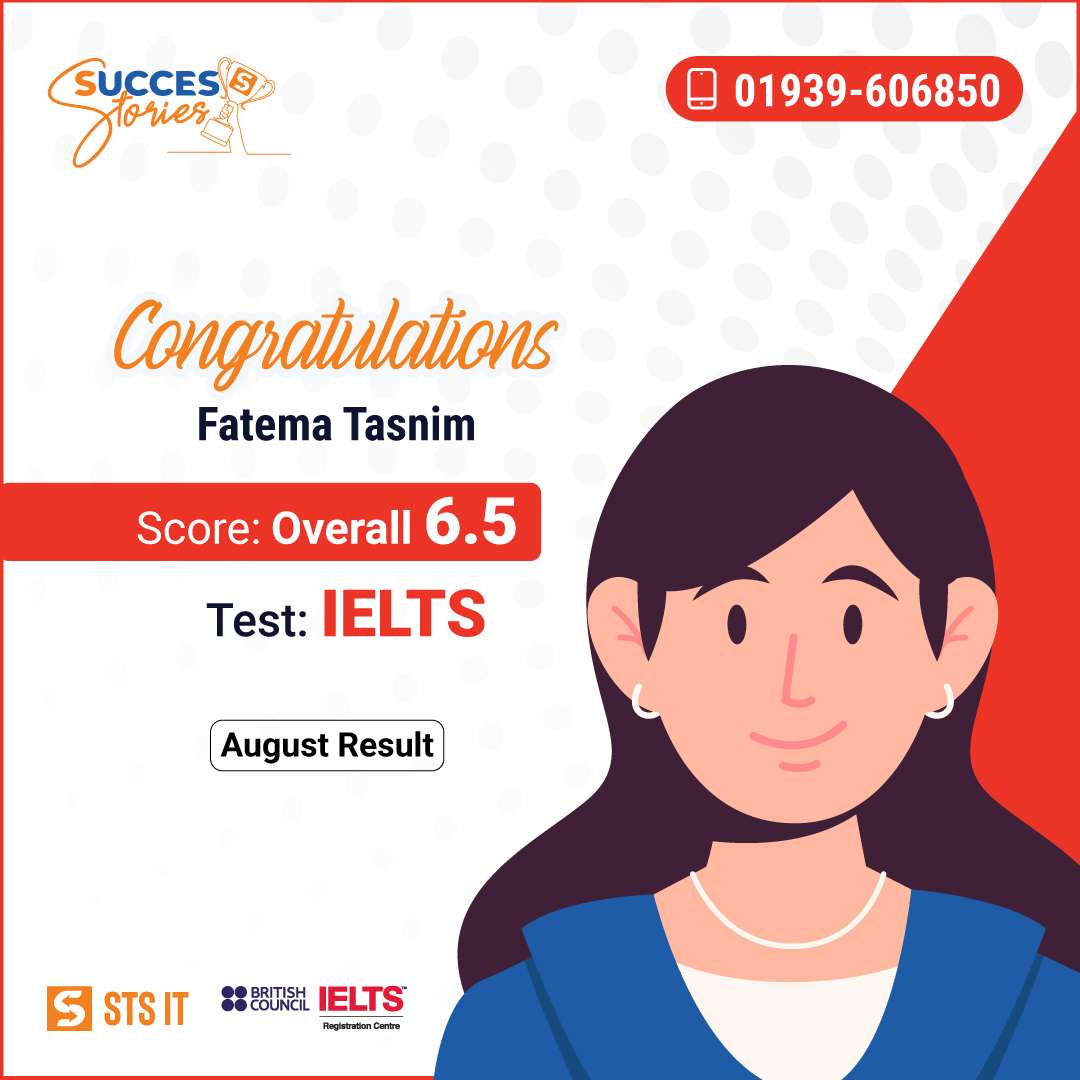 SUCCESS
Stories
01939-606850
Congratulations
Fatema Tasnim
Score: Overall 6.5
Test: IELTS
August Result
S STS IT
BRITISH
COUNCIL
IELTS™
Registration Centre